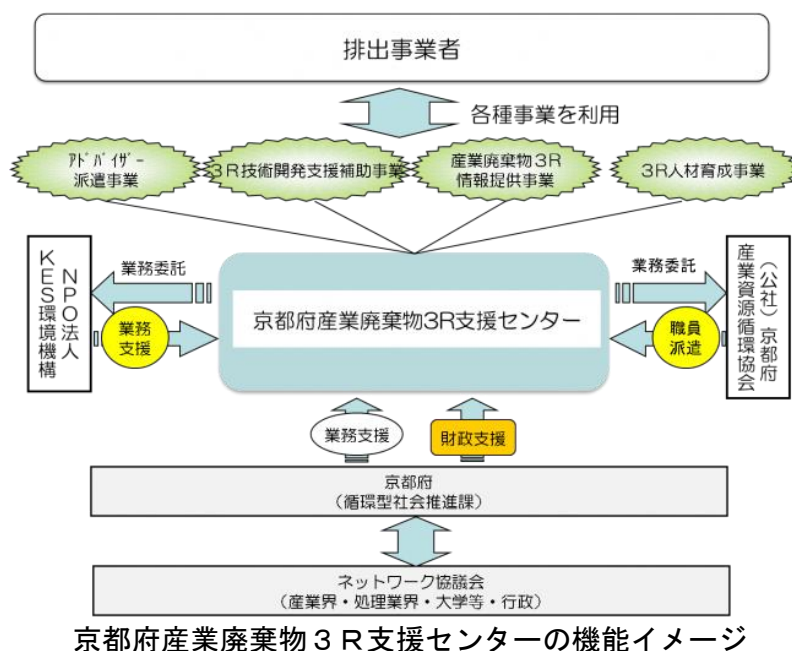 排出事業者
各種事業を利用
ｱﾄﾞﾊﾞｲｻﾞｰ
派遣事業
３Ｒ技術開発支援補助事業
産業廃棄物３Ｒ
情報提供事業
３Ｒ人材育成事業
ＮＰＯ法人
ＫＥＳ環境機構
業務委託
業務
支援
京都府産業廃棄物3R支援センター
業務委託
職員
派遣
（公社）京都府
産業資源循環協会
業務支援
財政支援
京都府
（循環型社会推進課）
ネットワーク協議会
（産業界・処理業界・大学等・行政）
京都府産業廃棄物３Ｒ支援センターの機能イメージ